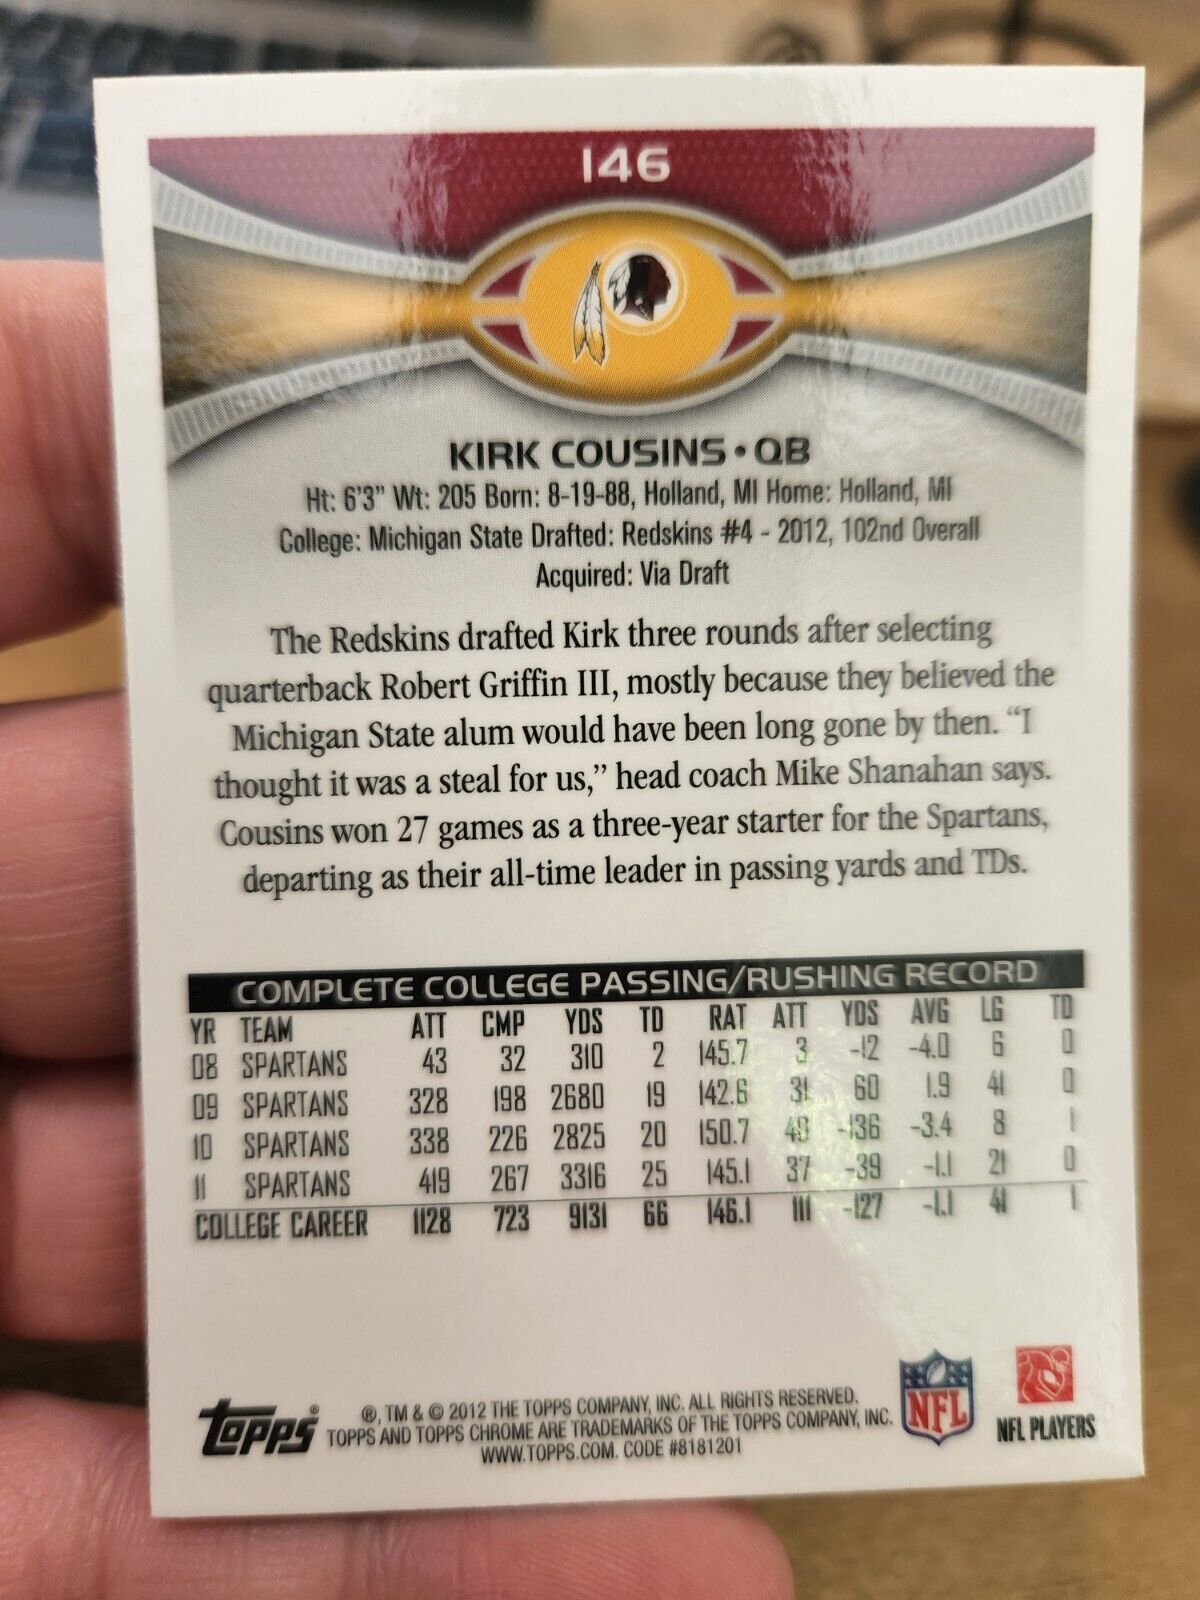 146
KIRK COUSINS • QB
Ht: 6'3" Wt: 205 Born: 8-19-88, Holland, MI Home: Holland, MI
College: Michigan State Drafted: Redskins #4 - 2012, 102nd Overall
Acquired: Via Draft
The Redskins drafted Kirk three rounds after selecting
quarterback Robert Griffin III, mostly because they believed the
Michigan State alum would have been long gone by then. “I
thought it was a steal for us,” head coach Mike Shanahan says.
Cousins won 27 games as a three-year starter for the Spartans,
departing as their all-time leader in passing yards and TDs.
COMPLETE COLLEGE PASSING/RUSHING RECORD
YR TEAM ATT CMP YDS TD RAT ATT YDS AVG LG TD
08 SPARTANS 43 32 310 2 145.7 3 -12 -4.0 6 0
09 SPARTANS 328 198 2680 19 142.6 31 60 1.9 41 0
10 SPARTANS 338 226 2825 20 150.7 40 -136 -3.4 8 1
11 SPARTANS 419 267 3316 25 145.1 37 -39 -1.1 21 0
COLLEGE CAREER 1128 723 9131 66 146.1 111 -127 -1.1 41 1
topps®
®, TM & © 2012 THE TOPPS COMPANY, INC. ALL RIGHTS RESERVED.
TOPPS AND TOPPS CHROME ARE TRADEMARKS OF THE TOPPS COMPANY, INC.
WWW.TOPPS.COM. CODE #8181201
NFL
NFL PLAYERS